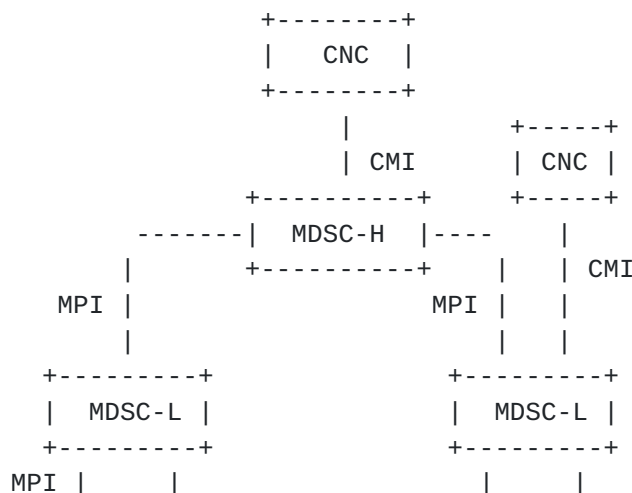 +--------+
|   CNC  |
+--------+
|          +-----+
| CMI      | CNC |
+----------+     +-----+
-------|  MDSC-H  |----    |
|       +----------+    |   | CMI
MPI |                   MPI |   |
|                       |   |
+---------+               +---------+
|  MDSC-L |               |  MDSC-L |
+---------+               +---------+
MPI |     |                   |     |